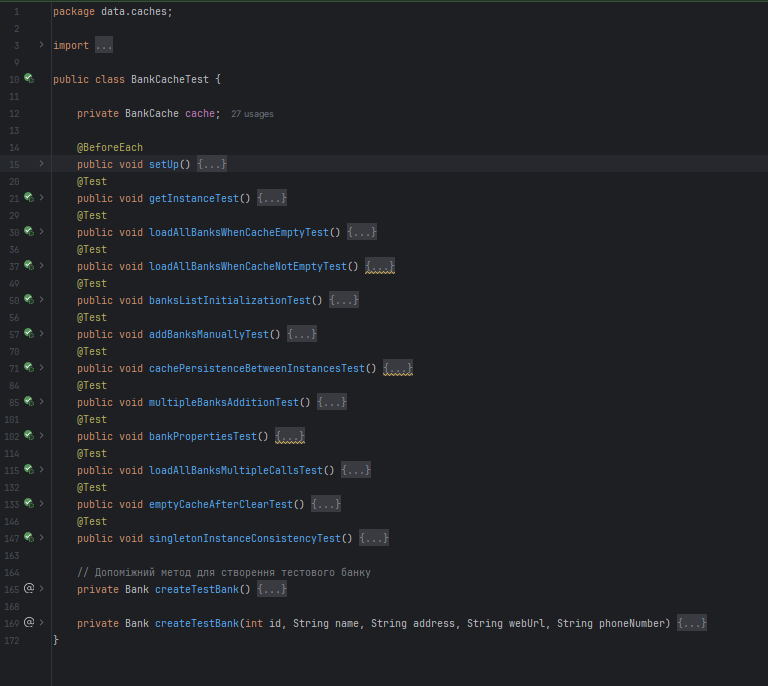 1 package data.caches;
2
3 import ...
9
10 public class BankCacheTest {
11
12 private BankCache cache; 27 usages
13
14 @BeforeEach
15 public void setUp() {...}
20 @Test
21 public void getInstanceTest() {...}
29 @Test
30 public void loadAllBanksWhenCacheEmptyTest() {...}
36 @Test
37 public void loadAllBanksWhenCacheNotEmptyTest() {...}
49 @Test
50 public void banksListInitializationTest() {...}
56 @Test
57 public void addBanksManuallyTest() {...}
70 @Test
71 public void cachePersistenceBetweenInstancesTest() {...}
84 @Test
85 public void multipleBanksAdditionTest() {...}
101 @Test
102 public void bankPropertiesTest() {...}
114 @Test
115 public void loadAllBanksMultipleCallsTest() {...}
132 @Test
133 public void emptyCacheAfterClearTest() {...}
146 @Test
147 public void singletonInstanceConsistencyTest() {...}
163
164 // Допоміжний метод для створення тестового банку
165 @ private Bank createTestBank() {...}
168
169 @ private Bank createTestBank(int id, String name, String address, String webUrl, String phoneNumber) {...}
172 }